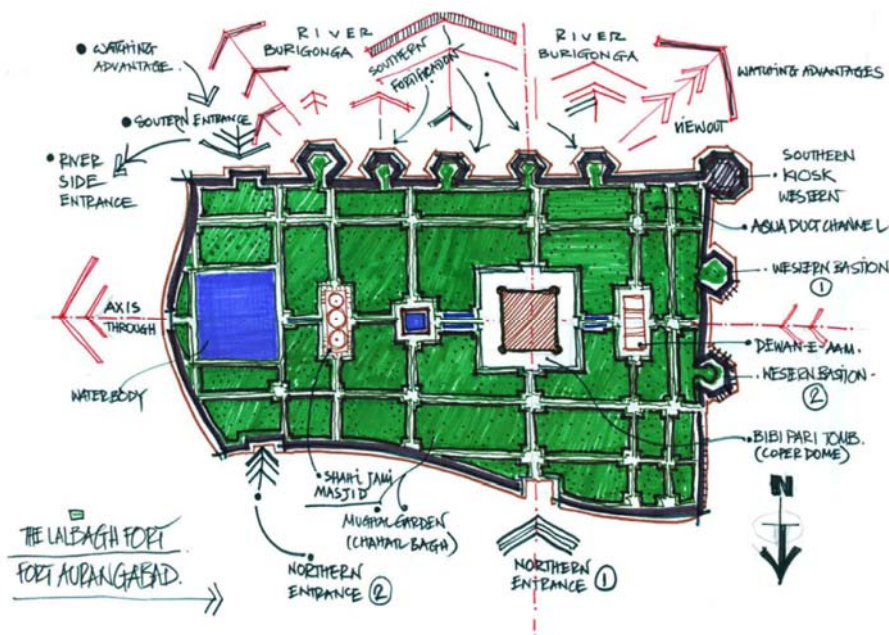 WATCHING
ADVANTAGE.
RIVER
BURIGONGA
SOUTHERN
FORTIFICATION
RIVER
BURIGONGA
WATCHING ADVANTAGES
VIEWOUT
SOUTERN ENTRANCE
RIVER
SIDE
ENTRANCE
SOUTHERN
KIOSK
WESTERN
AQUADUCT CHANNEL
WESTERN BASTION
1
AXIS
THROUGH
DEWAN-E-AAM.
WESTERN BASTION-
2
WATERBODY
BIBI PARI TOMB.
(COPER DOME)
SHAHI JAMI
MASJID
MUGHAL GARDEN
(CHAHAR BAGH)
N
THE LALBAGH FORT
FORT AURANGABAD.
NORTHERN
ENTRANCE 2
NORTHERN
ENTRANCE 1